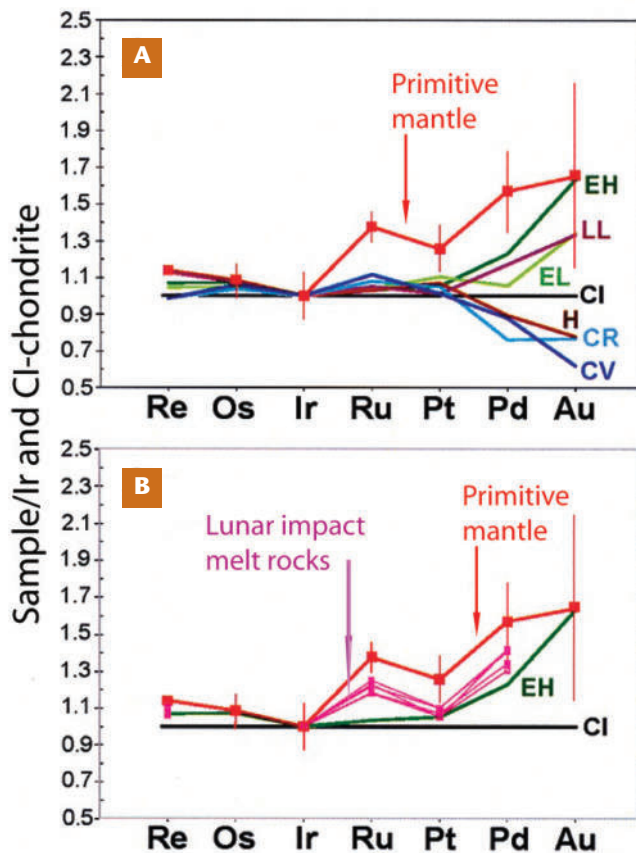 Sample/Ir and CI-chondrite
A
2.5
2.3
2.1
1.9
1.7
1.5
1.3
1.1
0.9
0.7
0.5
Primitive
mantle
EH
LL
EL
CI
H
CR
CV
Re Os Ir Ru Pt Pd Au
B
2.5
2.3
2.1
1.9
1.7
1.5
1.3
1.1
0.9
0.7
0.5
Lunar impact
melt rocks
Primitive
mantle
EH
CI
Re Os Ir Ru Pt Pd Au